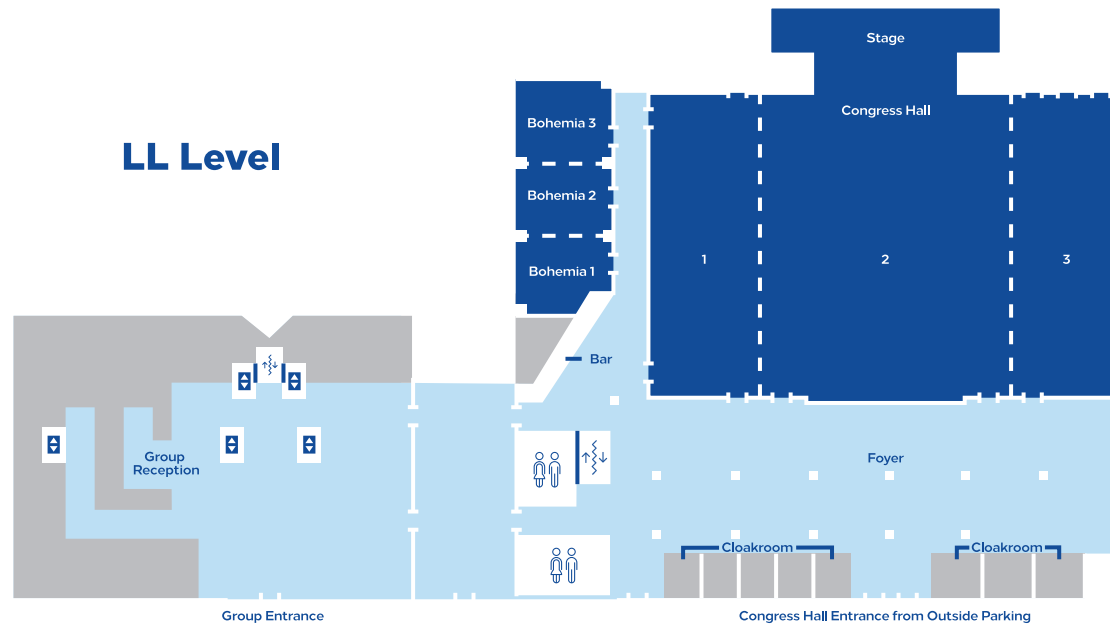 Stage
Bohemia 3
Congress Hall
LL Level
Bohemia 2
1
2
3
Bohemia 1
Bar
Group
Reception
Foyer
Cloakroom
Cloakroom
Group Entrance
Congress Hall Entrance from Outside Parking